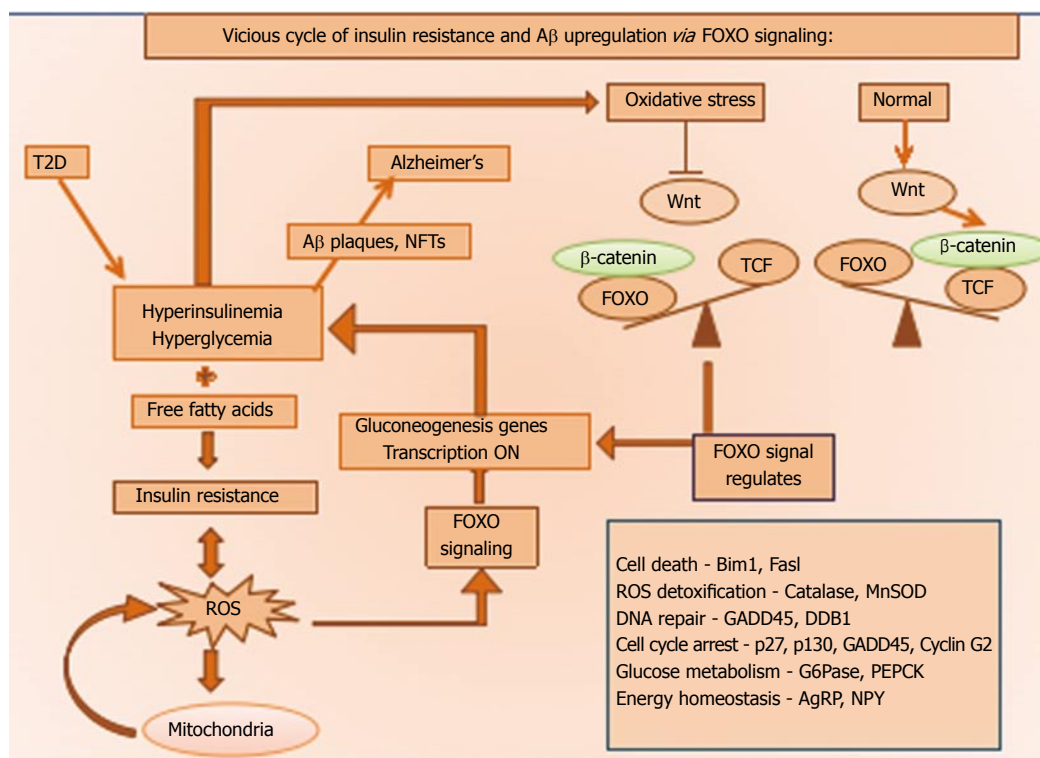 Vicious cycle of insulin resistance and Aβ upregulation via FOXO signaling:
Oxidative stress
Normal
T2D
Alzheimer's
Wnt
Wnt
Aβ plaques, NFTs
β-catenin
TCF
FOXO
FOXO
β-catenin
TCF
Hyperinsulinemia
Hyperglycemia
Free fatty acids
Gluconeogenesis genes
Transcription ON
FOXO signal
regulates
Insulin resistance
FOXO
signaling
ROS
Mitochondria
Cell death - Bim1, Fasl
ROS detoxification - Catalase, MnSOD
DNA repair - GADD45, DDB1
Cell cycle arrest - p27, p130, GADD45, Cyclin G2
Glucose metabolism - G6Pase, PEPCK
Energy homeostasis - AgRP, NPY